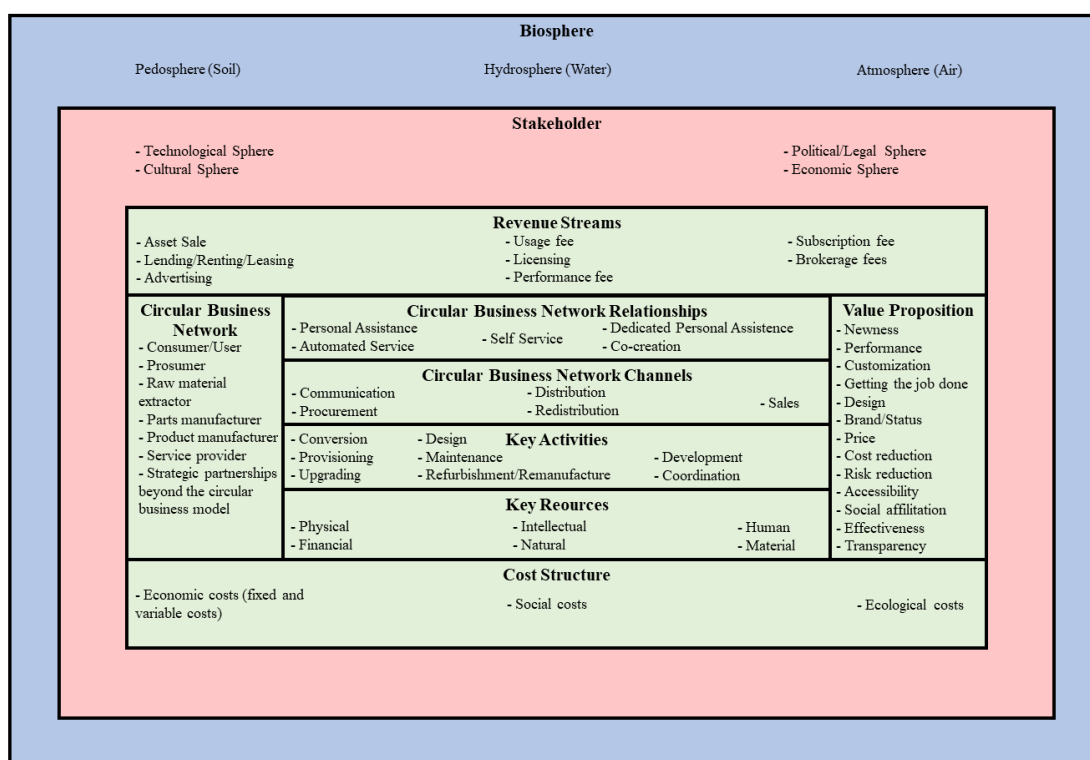 Biosphere
Pedosphere (Soil)
Hydrosphere (Water)
Atmosphere (Air)
Stakeholder
- Technological Sphere
- Cultural Sphere
- Political/Legal Sphere
- Economic Sphere
Revenue Streams
- Asset Sale
- Lending/Renting/Leasing
- Advertising
- Usage fee
- Licensing
- Performance fee
- Subscription fee
- Brokerage fees
Circular Business
Network
- Consumer/User
- Prosumer
- Raw material
extractor
- Parts manufacturer
- Product manufacturer
- Service provider
- Strategic partnerships
beyond the circular
business model
Circular Business Network Relationships
- Personal Assistance
- Automated Service
- Self Service
- Dedicated Personal Assistence
- Co-creation
Circular Business Network Channels
- Communication
- Procurement
- Distribution
- Redistribution
- Sales
Key Activities
- Conversion
- Provisioning
- Upgrading
- Design
- Maintenance
- Refurbishment/Remanufacture
- Development
- Coordination
Key Reources
- Physical
- Financial
- Intellectual
- Natural
- Human
- Material
Value Proposition
- Newness
- Performance
- Customization
- Getting the job done
- Design
- Brand/Status
- Price
- Cost reduction
- Risk reduction
- Accessibility
- Social affilitation
- Effectiveness
- Transparency
Cost Structure
- Economic costs (fixed and
variable costs)
- Social costs
- Ecological costs